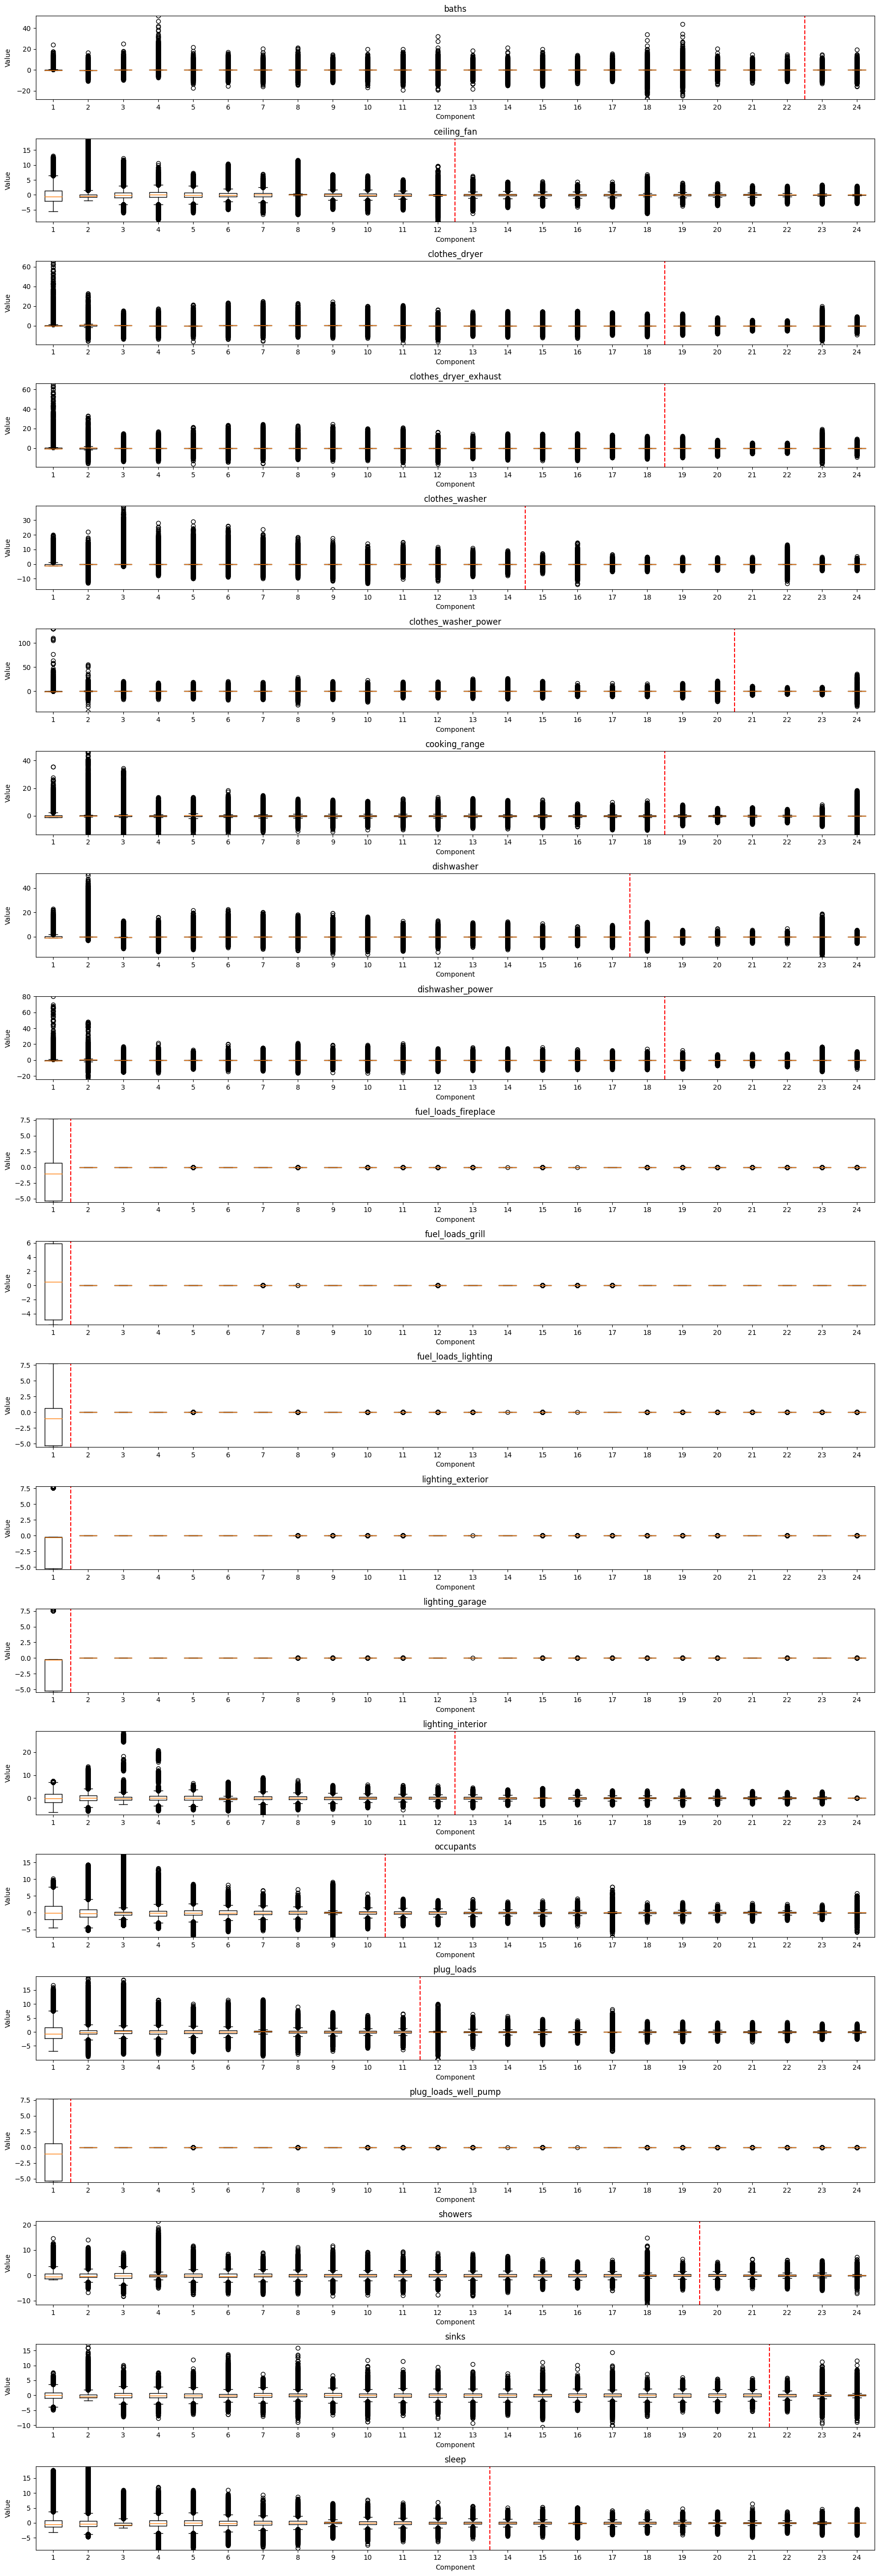 baths
40
20
0
−20
Value
1 2 3 4 5 6 7 8 9 10 11 12 13 14 15 16 17 18 19 20 21 22 23 24
Component
ceiling_fan
15
10
5
0
−5
Value
1 2 3 4 5 6 7 8 9 10 11 12 13 14 15 16 17 18 19 20 21 22 23 24
Component
clothes_dryer
60
40
20
0
Value
1 2 3 4 5 6 7 8 9 10 11 12 13 14 15 16 17 18 19 20 21 22 23 24
Component
clothes_dryer_exhaust
60
40
20
0
Value
1 2 3 4 5 6 7 8 9 10 11 12 13 14 15 16 17 18 19 20 21 22 23 24
Component
clothes_washer
30
20
10
0
−10
Value
1 2 3 4 5 6 7 8 9 10 11 12 13 14 15 16 17 18 19 20 21 22 23 24
Component
clothes_washer_power
100
50
0
Value
1 2 3 4 5 6 7 8 9 10 11 12 13 14 15 16 17 18 19 20 21 22 23 24
Component
cooking_range
40
20
0
Value
1 2 3 4 5 6 7 8 9 10 11 12 13 14 15 16 17 18 19 20 21 22 23 24
Component
dishwasher
40
20
0
Value
1 2 3 4 5 6 7 8 9 10 11 12 13 14 15 16 17 18 19 20 21 22 23 24
Component
dishwasher_power
80
60
40
20
0
−20
Value
1 2 3 4 5 6 7 8 9 10 11 12 13 14 15 16 17 18 19 20 21 22 23 24
Component
fuel_loads_fireplace
7.5
5.0
2.5
0.0
−2.5
−5.0
Value
1 2 3 4 5 6 7 8 9 10 11 12 13 14 15 16 17 18 19 20 21 22 23 24
Component
fuel_loads_grill
6
4
2
0
−2
−4
Value
1 2 3 4 5 6 7 8 9 10 11 12 13 14 15 16 17 18 19 20 21 22 23 24
Component
fuel_loads_lighting
7.5
5.0
2.5
0.0
−2.5
−5.0
Value
1 2 3 4 5 6 7 8 9 10 11 12 13 14 15 16 17 18 19 20 21 22 23 24
Component
lighting_exterior
7.5
5.0
2.5
0.0
−2.5
−5.0
Value
1 2 3 4 5 6 7 8 9 10 11 12 13 14 15 16 17 18 19 20 21 22 23 24
Component
lighting_garage
7.5
5.0
2.5
0.0
−2.5
−5.0
Value
1 2 3 4 5 6 7 8 9 10 11 12 13 14 15 16 17 18 19 20 21 22 23 24
Component
lighting_interior
20
10
0
Value
1 2 3 4 5 6 7 8 9 10 11 12 13 14 15 16 17 18 19 20 21 22 23 24
Component
occupants
15
10
5
0
−5
Value
1 2 3 4 5 6 7 8 9 10 11 12 13 14 15 16 17 18 19 20 21 22 23 24
Component
plug_loads
15
10
5
0
−5
Value
1 2 3 4 5 6 7 8 9 10 11 12 13 14 15 16 17 18 19 20 21 22 23 24
Component
plug_loads_well_pump
7.5
5.0
2.5
0.0
−2.5
−5.0
Value
1 2 3 4 5 6 7 8 9 10 11 12 13 14 15 16 17 18 19 20 21 22 23 24
Component
showers
20
10
0
−10
Value
1 2 3 4 5 6 7 8 9 10 11 12 13 14 15 16 17 18 19 20 21 22 23 24
Component
sinks
15
10
5
0
−5
−10
Value
1 2 3 4 5 6 7 8 9 10 11 12 13 14 15 16 17 18 19 20 21 22 23 24
Component
sleep
15
10
5
0
−5
Value
1 2 3 4 5 6 7 8 9 10 11 12 13 14 15 16 17 18 19 20 21 22 23 24
Component